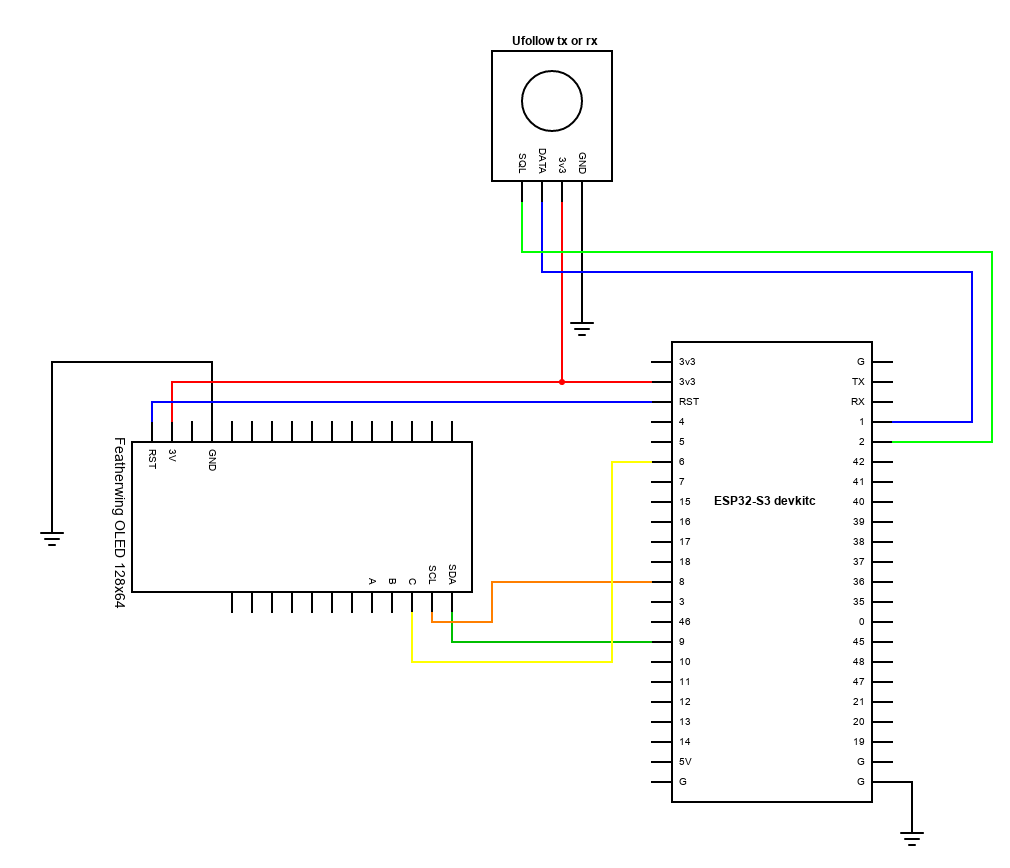 Ufollow tx or rx
SQL
DATA
3v3
GND
RST
3V
GND
Featherwing OLED 128x64
A
B
C
SCL
SDA
ESP32-S3 devkitc
3v3
3v3
RST
4
5
6
7
15
16
17
18
8
3
46
9
10
11
12
13
14
5V
G
G
TX
RX
1
2
42
41
40
39
38
37
36
35
0
45
48
47
21
20
19
G
G